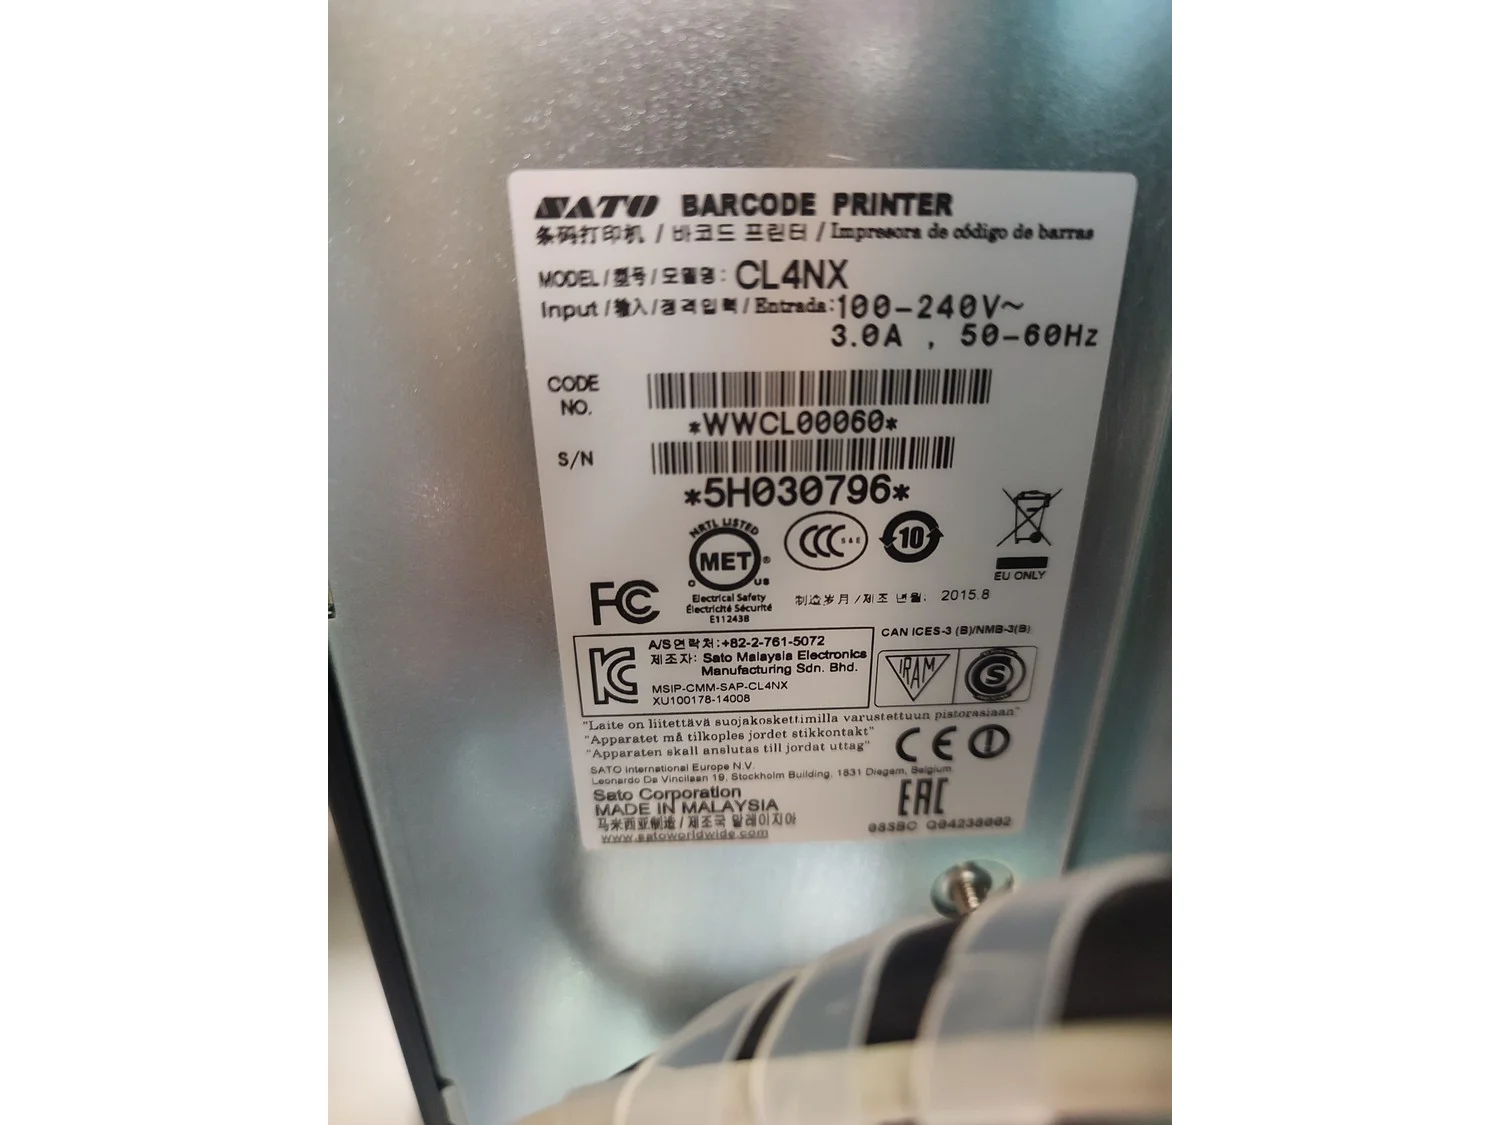 SATO BARCODE PRINTER
条码打印机 / 바코드 프린터 / Impresora de código de barras
MODEL/型号/모델명: CL4NX
Input/输入/정격입력/Entrada: 100-240V~
3.0A , 50-60Hz
CODE NO.
*WWCL00060*
S/N
*5H030796*
NRTL LISTED
MET ®
C US
Electrical Safety
Électricité Sécurité
E112438
CCC S&E
10
EU ONLY
FC
制造岁月/제조 년월: 2015.8
A/S연락처:+82-2-761-5072
제조자: Sato Malaysia Electronics
Manufacturing Sdn. Bhd.
MSIP-CMM-SAP-CL4NX
XU100178-14008
CAN ICES-3 (B)/NMB-3(B)
IRAM
S
"Laite on liitettävä suojakoskettimilla varustettuun pistorasiaan"
"Apparatet må tilkoples jordet stikkontakt"
"Apparaten skall anslutas till jordat uttag"
CE
SATO International Europe N.V.
Leonardo Da Vincilaan 19, Stockholm Building, 1831 Diegem, Belgium
Sato Corporation
MADE IN MALAYSIA
马来西亚制造/제조국 말레이지아
www.satoworldwide.com
EAC
Q04238002